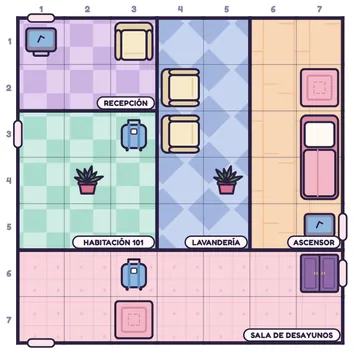 1 2 3 4 5 6 7
1
RECEPCIÓN
2
3
4
HABITACIÓN 101 LAVANDERÍA ASCENSOR
5
6
7
SALA DE DESAYUNOS